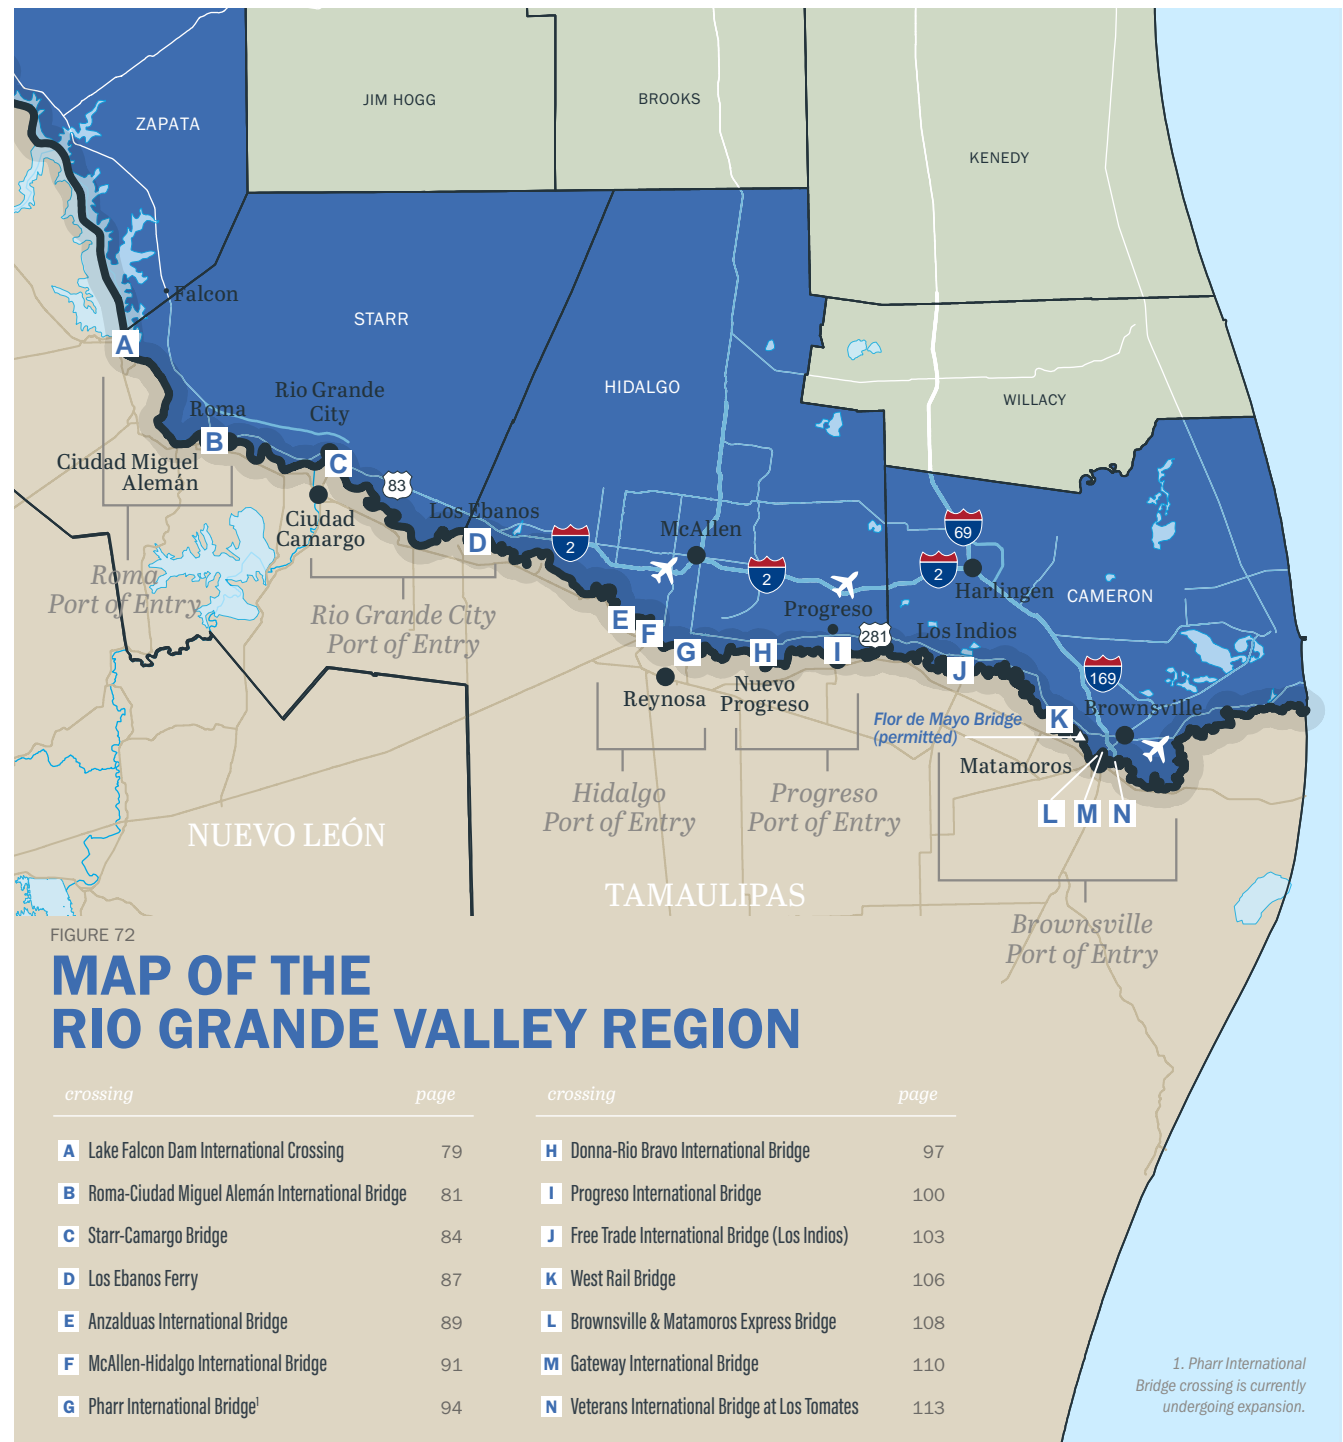 JIM HOGG
BROOKS
ZAPATA
KENEDY
Falcon
STARR
A
HIDALGO
Rio Grande
City
WILLACY
Roma
B
Ciudad Miguel
Alemán
C
83
Ciudad
Camargo
Los Ebanos
D
2
McAllen
2
69
2
Harlingen
CAMERON
Roma
Port of Entry
Rio Grande City
Port of Entry
E
F
G
H
Progreso
I
281
Los Indios
J
169
Reynosa
Nuevo
Progreso
Flor de Mayo Bridge
(permitted)
K
Brownsville
Matamoros
L
M
N
Hidalgo
Port of Entry
Progreso
Port of Entry
NUEVO LEÓN
TAMAULIPAS
Brownsville
Port of Entry
FIGURE 72
MAP OF THE
RIO GRANDE VALLEY REGION
crossing page
A Lake Falcon Dam International Crossing 79
B Roma-Ciudad Miguel Alemán International Bridge 81
C Starr-Camargo Bridge 84
D Los Ebanos Ferry 87
E Anzalduas International Bridge 89
F McAllen-Hidalgo International Bridge 91
G Pharr International Bridge¹ 94
crossing page
H Donna-Rio Bravo International Bridge 97
I Progreso International Bridge 100
J Free Trade International Bridge (Los Indios) 103
K West Rail Bridge 106
L Brownsville & Matamoros Express Bridge 108
M Gateway International Bridge 110
N Veterans International Bridge at Los Tomates 113
1. Pharr International
Bridge crossing is currently
undergoing expansion.